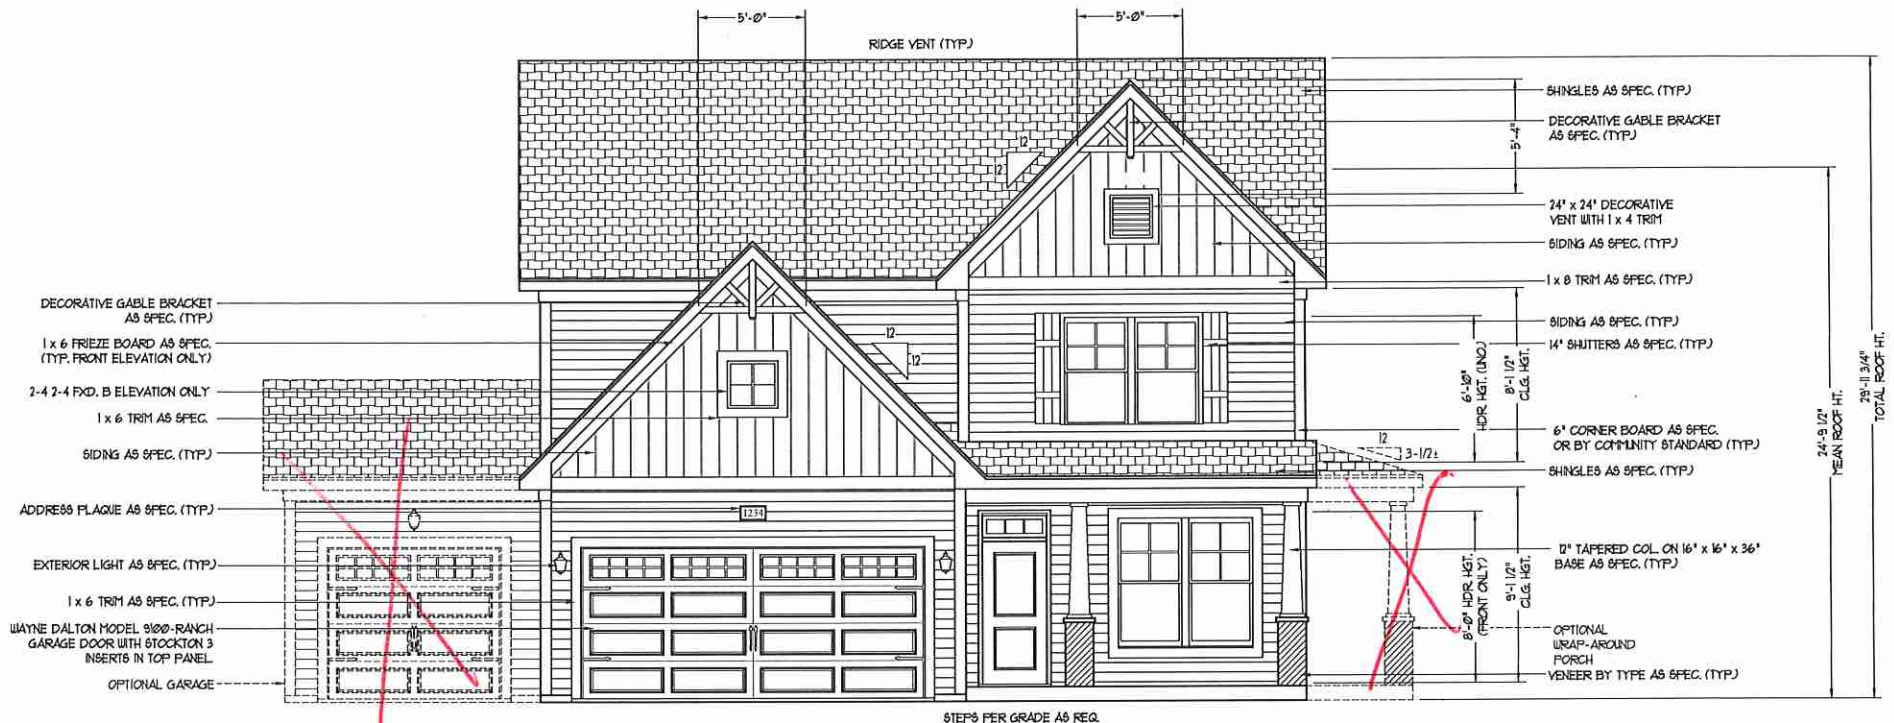 5'-0"
5'-0"
RIDGE VENT (TYP.)
SHINGLES AS SPEC. (TYP.)
DECORATIVE GABLE BRACKET
AS SPEC. (TYP.)
5'-4"
12
12
24" x 24" DECORATIVE
VENT WITH 1 x 4 TRIM
SIDING AS SPEC. (TYP.)
1 x 8 TRIM AS SPEC. (TYP.)
SIDING AS SPEC. (TYP.)
14" SHUTTERS AS SPEC. (TYP.)
6'-10"
HDR. HGT. (UNO)
8'-1 1/2"
CLG. HGT.
24'-9 1/2"
MEAN ROOF HT.
29'-11 3/4"
TOTAL ROOF HT.
6" CORNER BOARD AS SPEC.
OR BY COMMUNITY STANDARD (TYP.)
12
3-1/2±
SHINGLES AS SPEC. (TYP.)
DECORATIVE GABLE BRACKET
AS SPEC. (TYP.)
1 x 6 FRIEZE BOARD AS SPEC.
(TYP. FRONT ELEVATION ONLY)
12
12
2-4 2-4 FXD. B ELEVATION ONLY
1 x 6 TRIM AS SPEC.
SIDING AS SPEC. (TYP.)
ADDRESS PLAQUE AS SPEC. (TYP.)
1234
EXTERIOR LIGHT AS SPEC. (TYP.)
1 x 6 TRIM AS SPEC. (TYP.)
WAYNE DALTON MODEL 9100-RANCH
GARAGE DOOR WITH STOCKTON 3
INSERTS IN TOP PANEL.
OPTIONAL GARAGE
8'-0" HDR. HGT.
(FRONT ONLY)
9'-1 1/2"
CLG. HGT.
12" TAPERED COL. ON 16" x 16" x 36"
BASE AS SPEC. (TYP.)
OPTIONAL
WRAP-AROUND
PORCH
VENEER BY TYPE AS SPEC. (TYP.)
STEPS PER GRADE AS REQ.